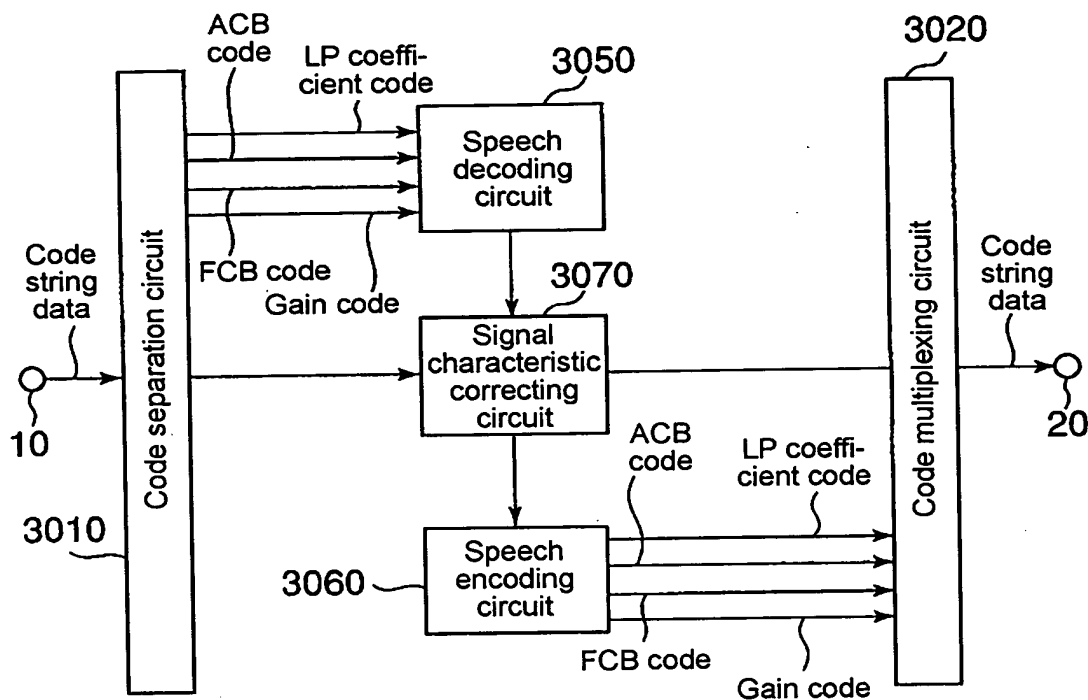 ACB
code
LP coeffi-
cient code
3050
3020
Speech
decoding
circuit
FCB code
Gain code
3070
Code
string
data
Code separation circuit
Signal
characteristic
correcting
circuit
Code multiplexing circuit
Code
string
data
10
20
ACB
code
LP coeffi-
cient code
3010
3060
Speech
encoding
circuit
FCB code
Gain code